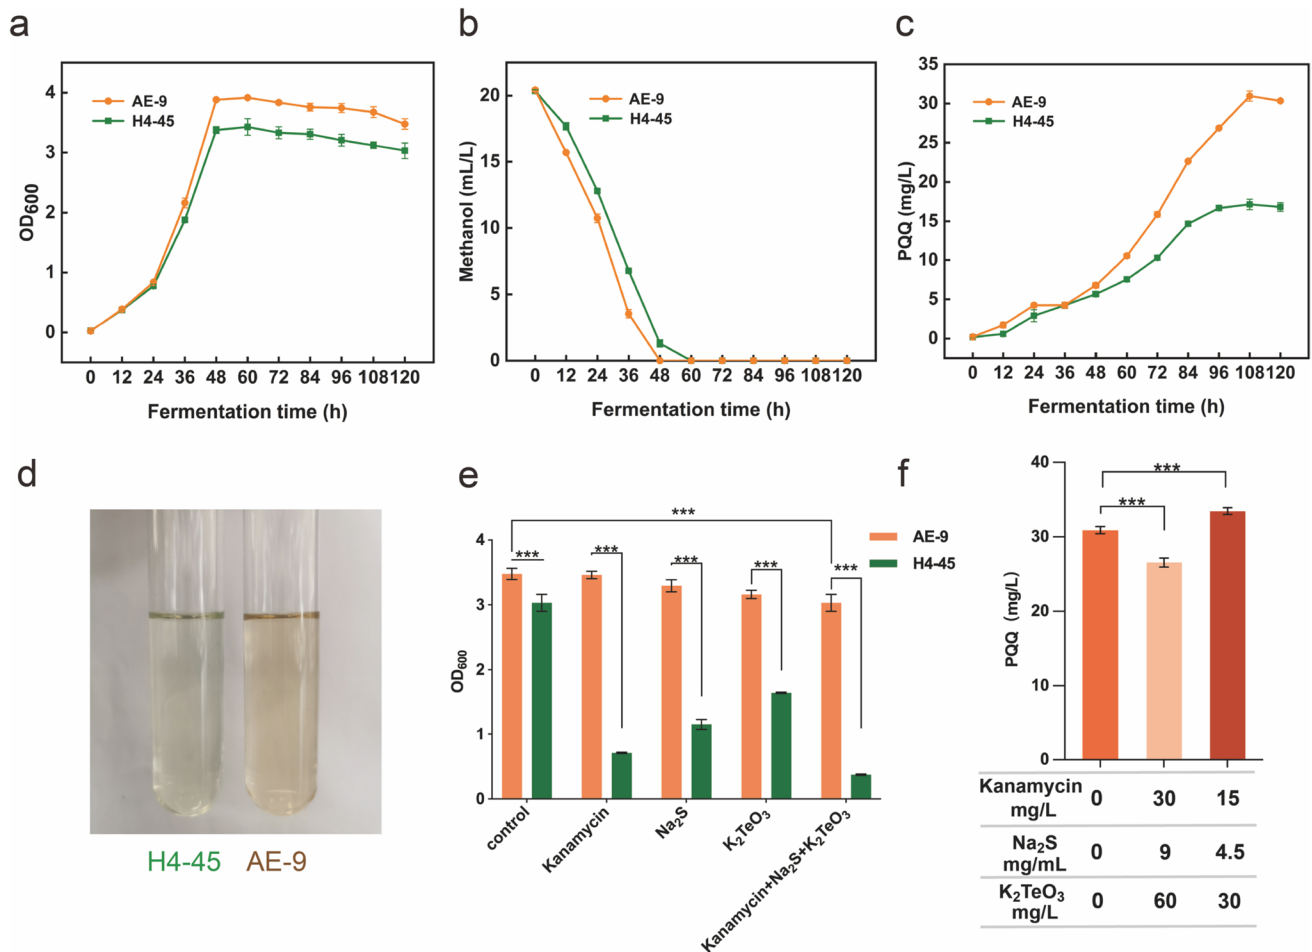 a
OD600
4
3
2
1
0
AE-9
H4-45
0 12 24 36 48 60 72 84 96 108 120
Fermentation time (h)
b
Methanol (mL/L)
20
15
10
5
0
AE-9
H4-45
0 12 24 36 48 60 72 84 96 108 120
Fermentation time (h)
c
PQQ (mg/L)
35
30
25
20
15
10
5
0
AE-9
H4-45
0 12 24 36 48 60 72 84 96 108 120
Fermentation time (h)
d
H4-45 AE-9
e
OD600
4
3
2
1
0
***
*** *** *** *** ***
AE-9
H4-45
control
Kanamycin
Na2S
K2TeO3
Kanamycin+Na2S+K2TeO3
f
PQQ (mg/L)
40
30
20
10
0
***
***
Kanamycin mg/L 0 30 15
Na2S mg/mL 0 9 4.5
K2TeO3 mg/L 0 60 30